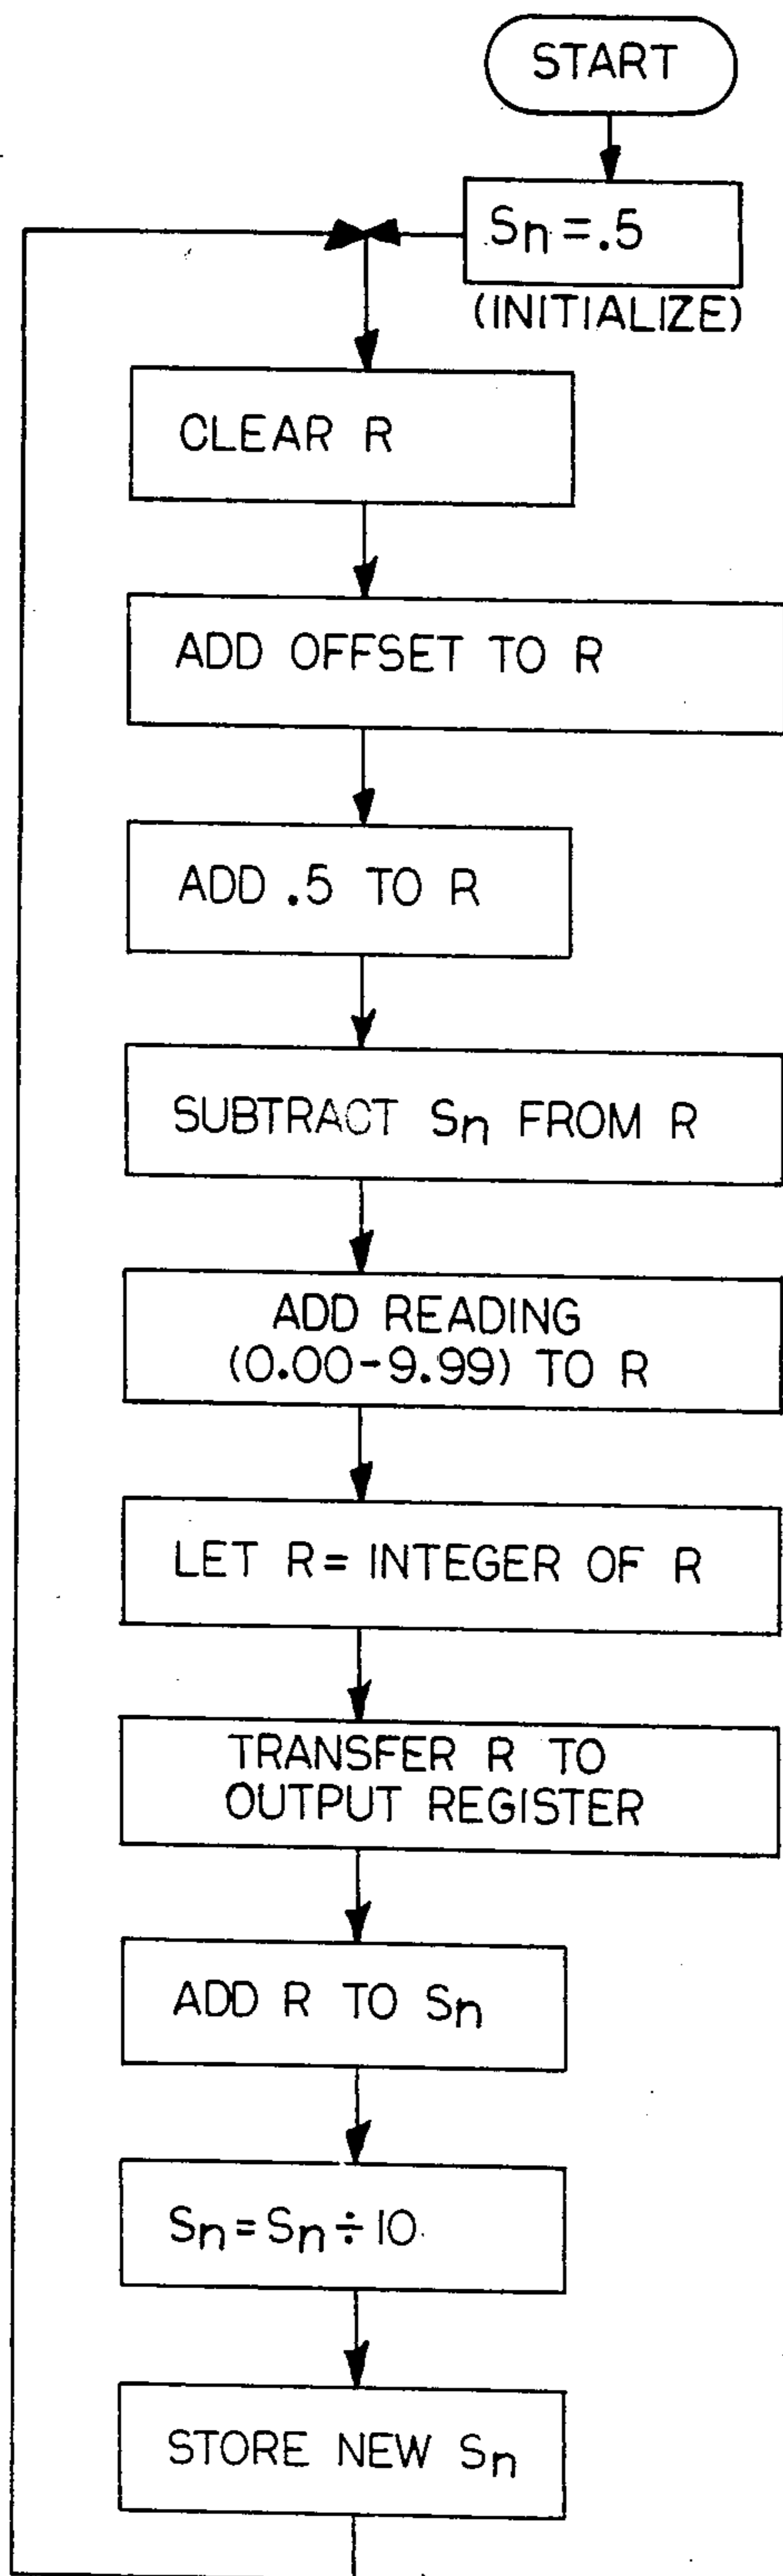 START
Sn = .5
(INITIALIZE)
CLEAR R
ADD OFFSET TO R
ADD .5 TO R
SUBTRACT Sn FROM R
ADD READING
(0.00-9.99) TO R
LET R = INTEGER OF R
TRANSFER R TO
OUTPUT REGISTER
ADD R TO Sn
Sn = Sn ÷ 10
STORE NEW Sn